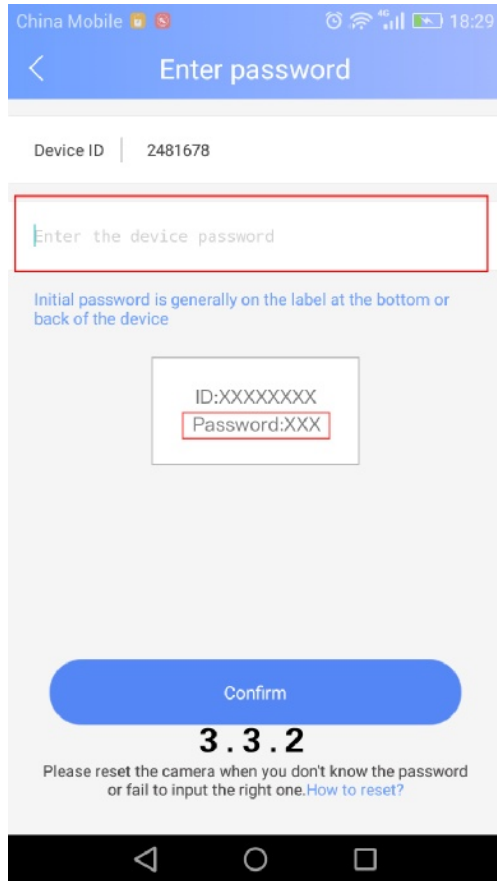 China Mobile 4G 18:29
Enter password
Device ID 2481678
Enter the device password
Initial password is generally on the label at the bottom or
back of the device
ID:XXXXXXXX
Password:XXX
Confirm
3.3.2
Please reset the camera when you don't know the password
or fail to input the right one.How to reset?